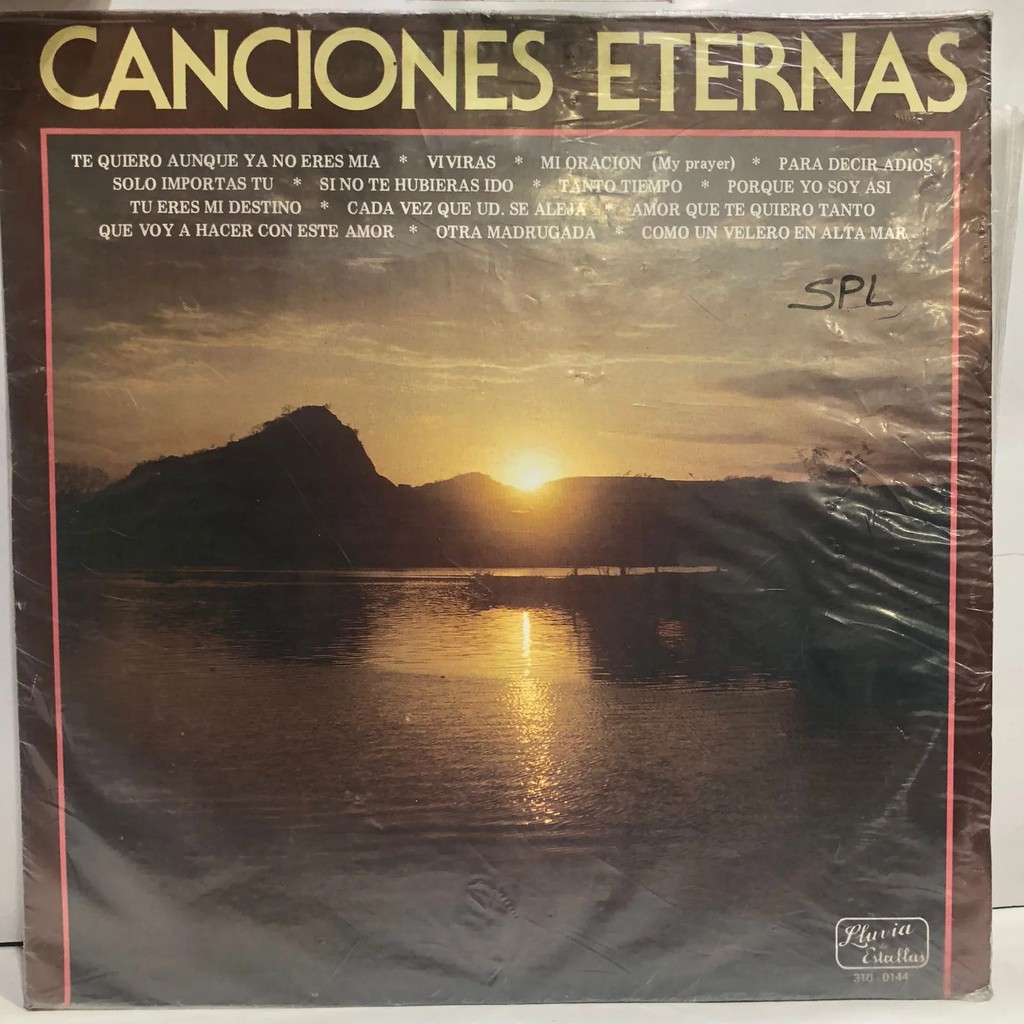 CANCIONES ETERNAS
TE QUIERO AUNQUE YA NO ERES MIA * VIVIRAS * MI ORACION (My prayer) * PARA DECIR ADIOS
SOLO IMPORTAS TU * SI NO TE HUBIERAS IDO * TANTO TIEMPO * PORQUE YO SOY ASI
TU ERES MI DESTINO * CADA VEZ QUE UD. SE ALEJA * AMOR QUE TE QUIERO TANTO
QUE VOY A HACER CON ESTE AMOR * OTRA MADRUGADA * COMO UN VELERO EN ALTA MAR
SPL
Lluvia
de
Estrellas
310-0144